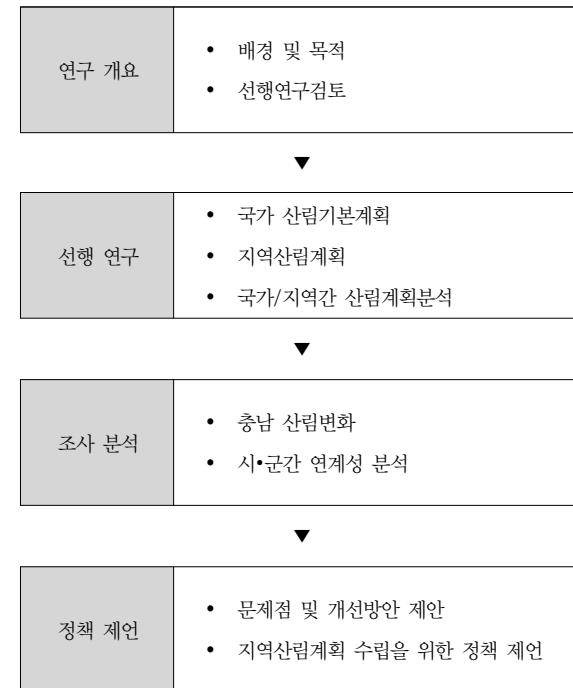 연구 개요
• 배경 및 목적
• 선행연구검토
▼
선행 연구
• 국가 산림기본계획
• 지역산림계획
• 국가/지역간 산림계획분석
▼
조사 분석
• 충남 산림변화
• 시•군간 연계성 분석
▼
정책 제언
• 문제점 및 개선방안 제안
• 지역산림계획 수립을 위한 정책 제언